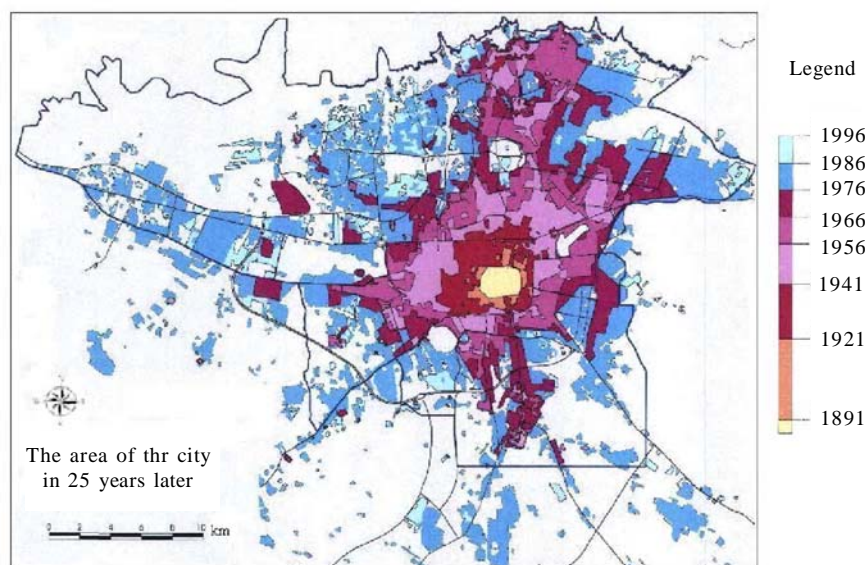 Legend
1996
1986
1976
1966
1956
1941
1921
1891
The area of thr city
in 25 years later
0 2 4 6 8 10 km